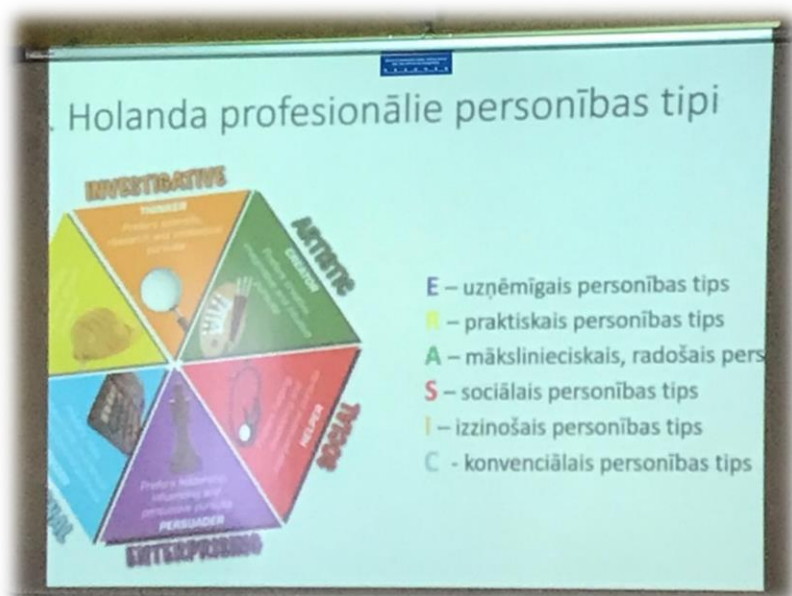 . Holanda profesionālie personības tipi
INVESTIGATIVE
THINKER
ARTISTIC
CREATOR
E – uzņēmīgais personības tips
R – praktiskais personības tips
A – mākslinieciskais, radošais pers
S – sociālais personības tips
I – izzinošais personības tips
C - konvenciālais personības tips
HELPER
SOCIAL
Prefers leadership,
influencing and
persuasive pursuits
PERSUADER
ENTERPRISING